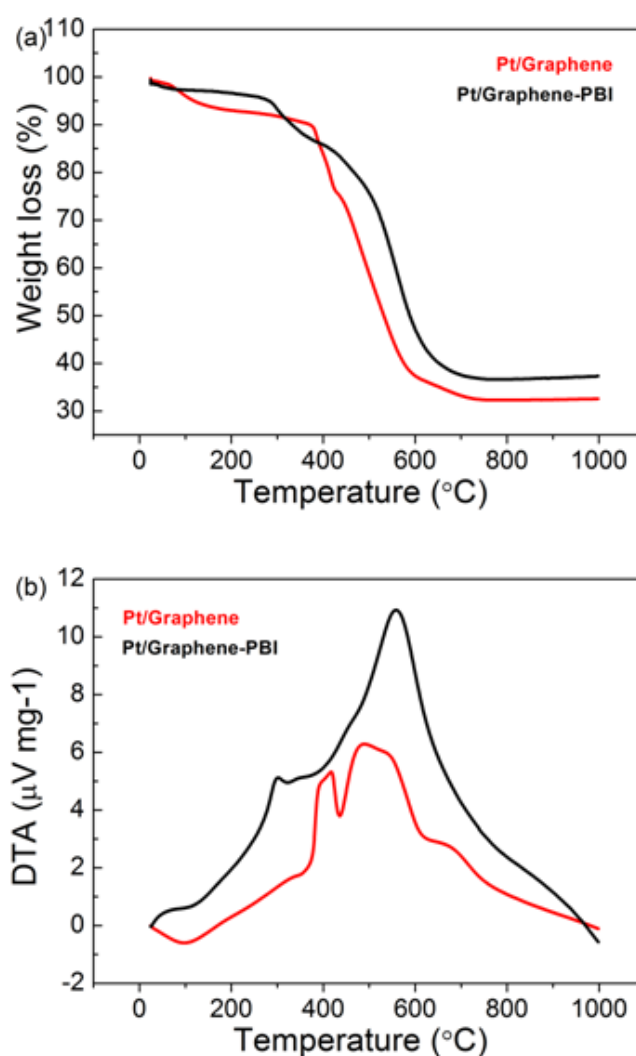 (a)
110
100
90
80
70
60
50
40
30
Weight loss (%)
Pt/Graphene
Pt/Graphene-PBI
0 200 400 600 800 1000
Temperature (°C)
(b)
12
10
8
6
4
2
0
-2
DTA (μV mg-1)
Pt/Graphene
Pt/Graphene-PBI
0 200 400 600 800 1000
Temperature (°C)